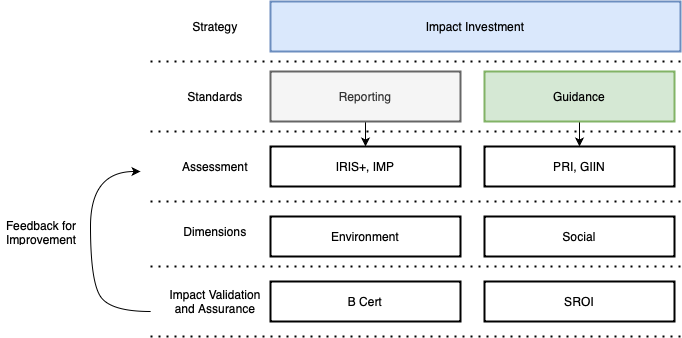 Strategy
Impact Investment
Standards
Reporting
Guidance
Assessment
IRIS+, IMP
PRI, GIIN
Feedback for
Improvement
Dimensions
Environment
Social
Impact Validation
and Assurance
B Cert
SROI